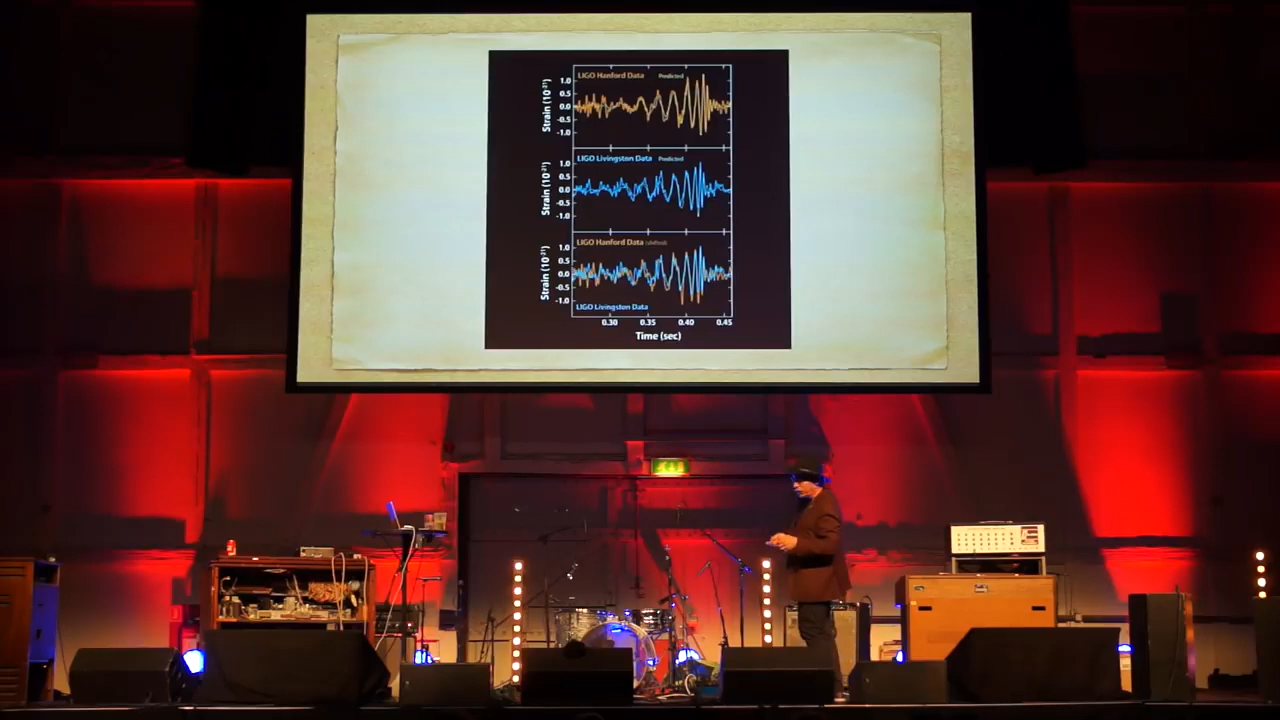 LIGO Hanford Data Predicted
1.0
0.5
0.0
-0.5
-1.0
Strain (10⁻²¹)
LIGO Livingston Data Predicted
1.0
0.5
0.0
-0.5
-1.0
Strain (10⁻²¹)
LIGO Hanford Data (shifted)
1.0
0.5
0.0
-0.5
-1.0
Strain (10⁻²¹)
LIGO Livingston Data
0.30 0.35 0.40 0.45
Time (sec)